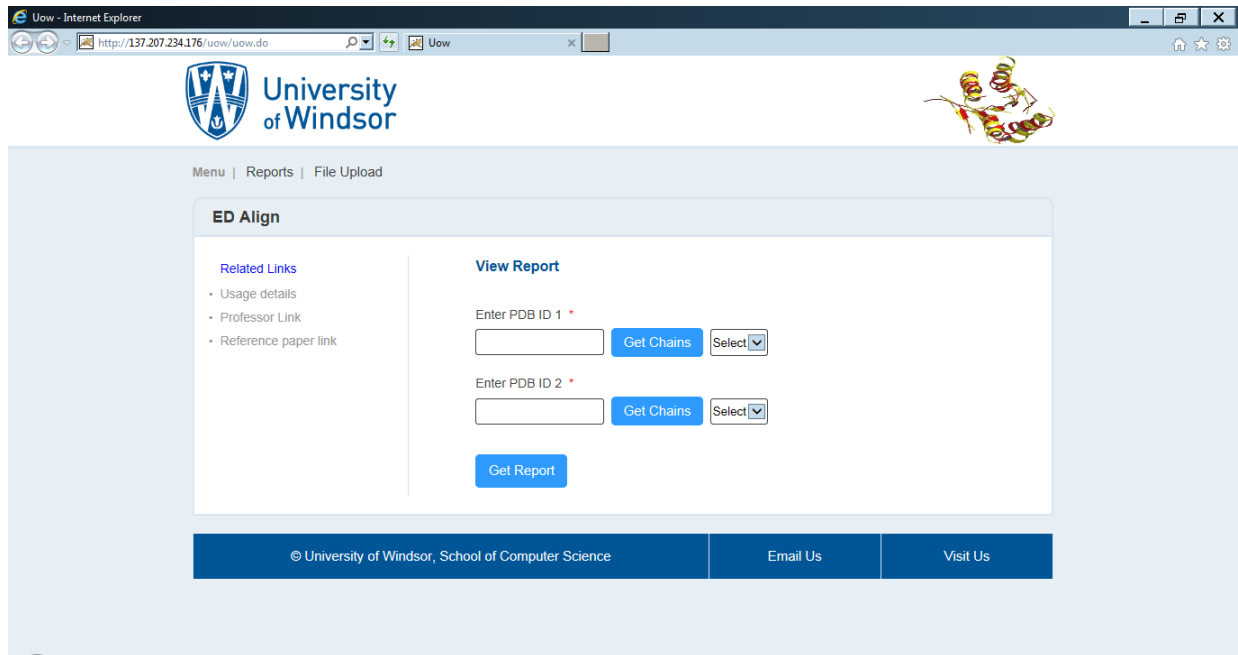 Uow - Internet Explorer
http://137.207.234.176/uow/uow.do
Uow
University
of Windsor
Menu | Reports | File Upload
ED Align
Related Links
• Usage details
• Professor Link
• Reference paper link
View Report
Enter PDB ID 1 *
Get Chains Select
Enter PDB ID 2 *
Get Chains Select
Get Report
© University of Windsor, School of Computer Science
Email Us
Visit Us